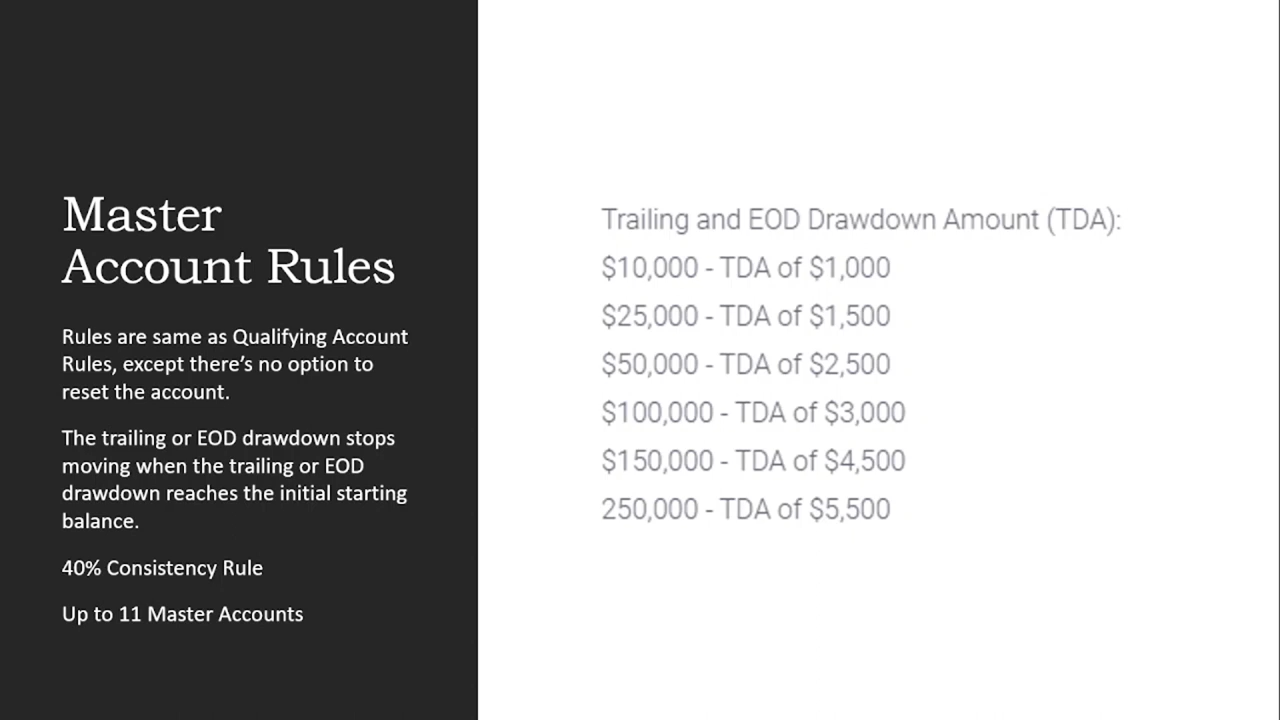 Master
Account Rules
Rules are same as Qualifying Account
Rules, except there’s no option to
reset the account.
The trailing or EOD drawdown stops
moving when the trailing or EOD
drawdown reaches the initial starting
balance.
40% Consistency Rule
Up to 11 Master Accounts
Trailing and EOD Drawdown Amount (TDA):
$10,000 - TDA of $1,000
$25,000 - TDA of $1,500
$50,000 - TDA of $2,500
$100,000 - TDA of $3,000
$150,000 - TDA of $4,500
250,000 - TDA of $5,500